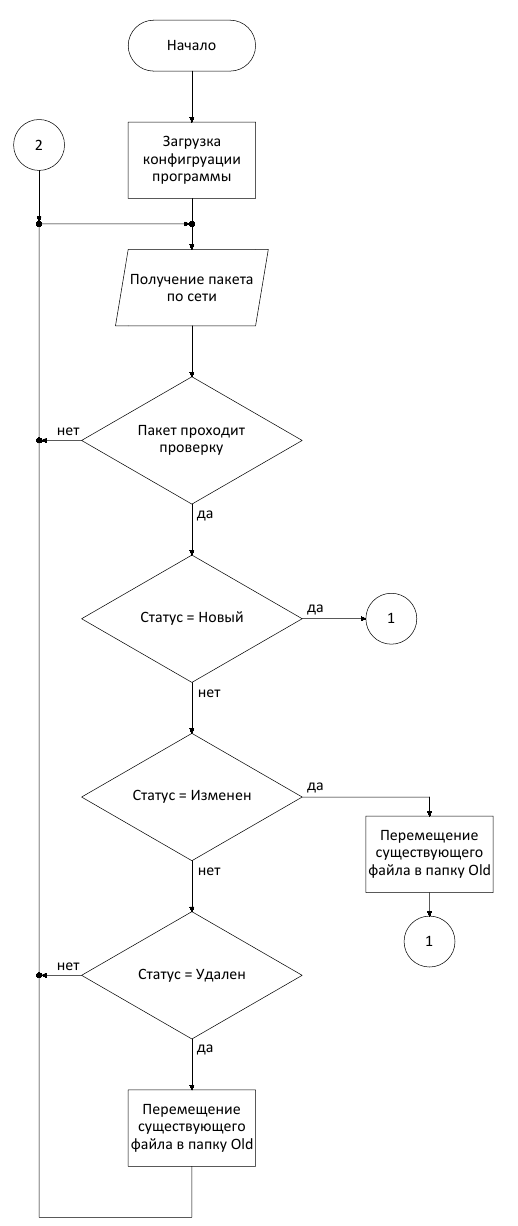 Начало
Загрузка
конфигруации
программы
2
Получение пакета
по сети
Пакет проходит
проверку
нет
да
Статус = Новый
да
1
нет
Статус = Изменен
да
Перемещение
существующего
файла в папку Old
1
нет
Статус = Удален
нет
да
Перемещение
существующего
файла в папку Old